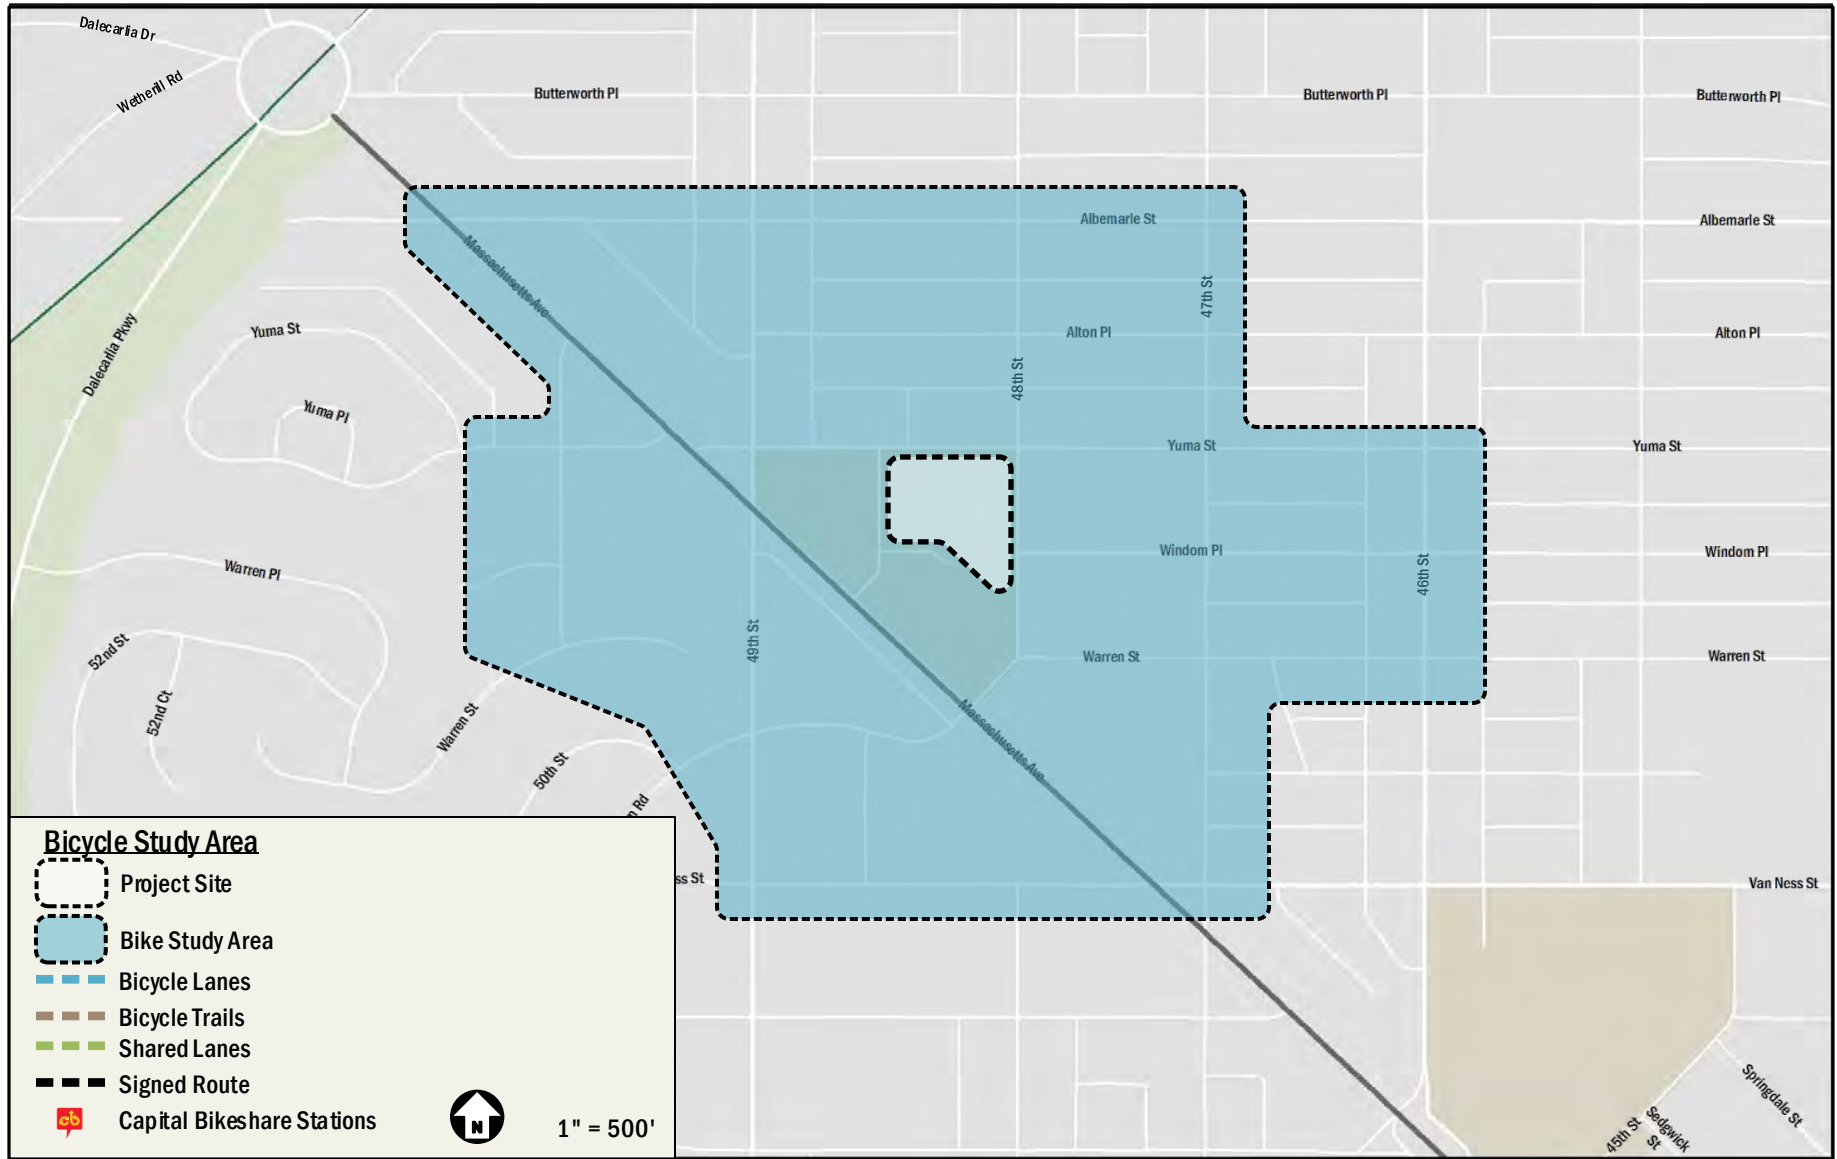 Dalecarlia Dr
Wetherill Rd
Butterworth Pl
Butterworth Pl
Butterworth Pl
Albemarle St
Albemarle St
Massachusetts Ave
47th St
Dalecarlia Pkwy
Yuma St
Alton Pl
Alton Pl
48th St
Yuma Pl
Yuma St
Yuma St
Warren Pl
Windom Pl
Windom Pl
46th St
52nd St
49th St
Warren St
Warren St
52nd Ct
Warren St
Massachusetts Ave
50th St
n Rd
ss St
Van Ness St
Springdale St
45th St
Sedgwick
St
Bicycle Study Area
Project Site
Bike Study Area
Bicycle Lanes
Bicycle Trails
Shared Lanes
Signed Route
cb
Capital Bikeshare Stations
N
1" = 500'